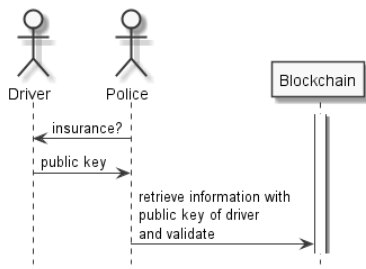 Driver
Police
Blockchain
insurance?
public key
retrieve information with
public key of driver
and validate